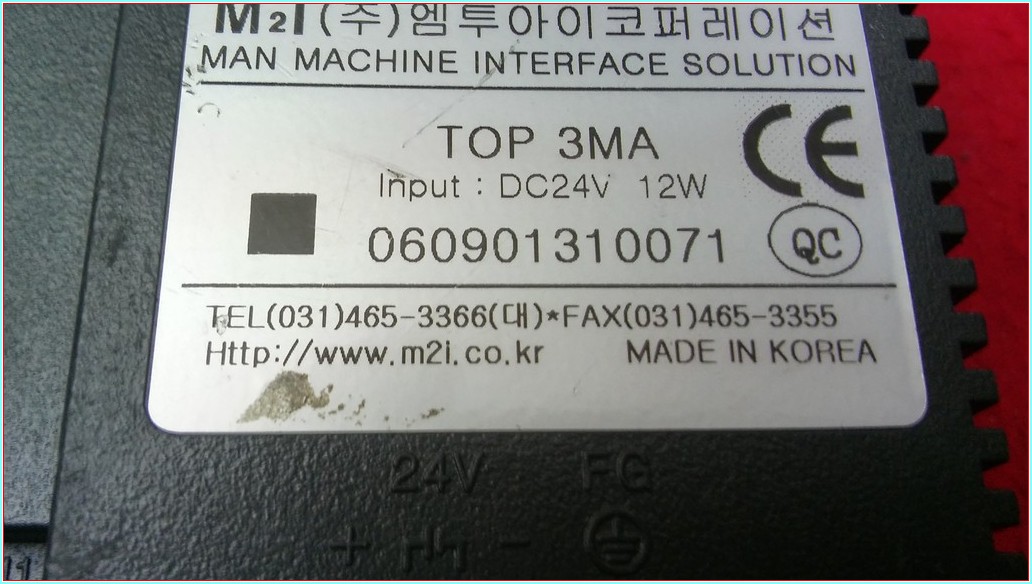 M2I(주)엠투아이코퍼레이션
MAN MACHINE INTERFACE SOLUTION
TOP 3MA
CE
Input : DC24V 12W
060901310071
QC
TEL(031)465-3366(대)*FAX(031)465-3355
Http://www.m2i.co.kr MADE IN KOREA
24V FG
+ -